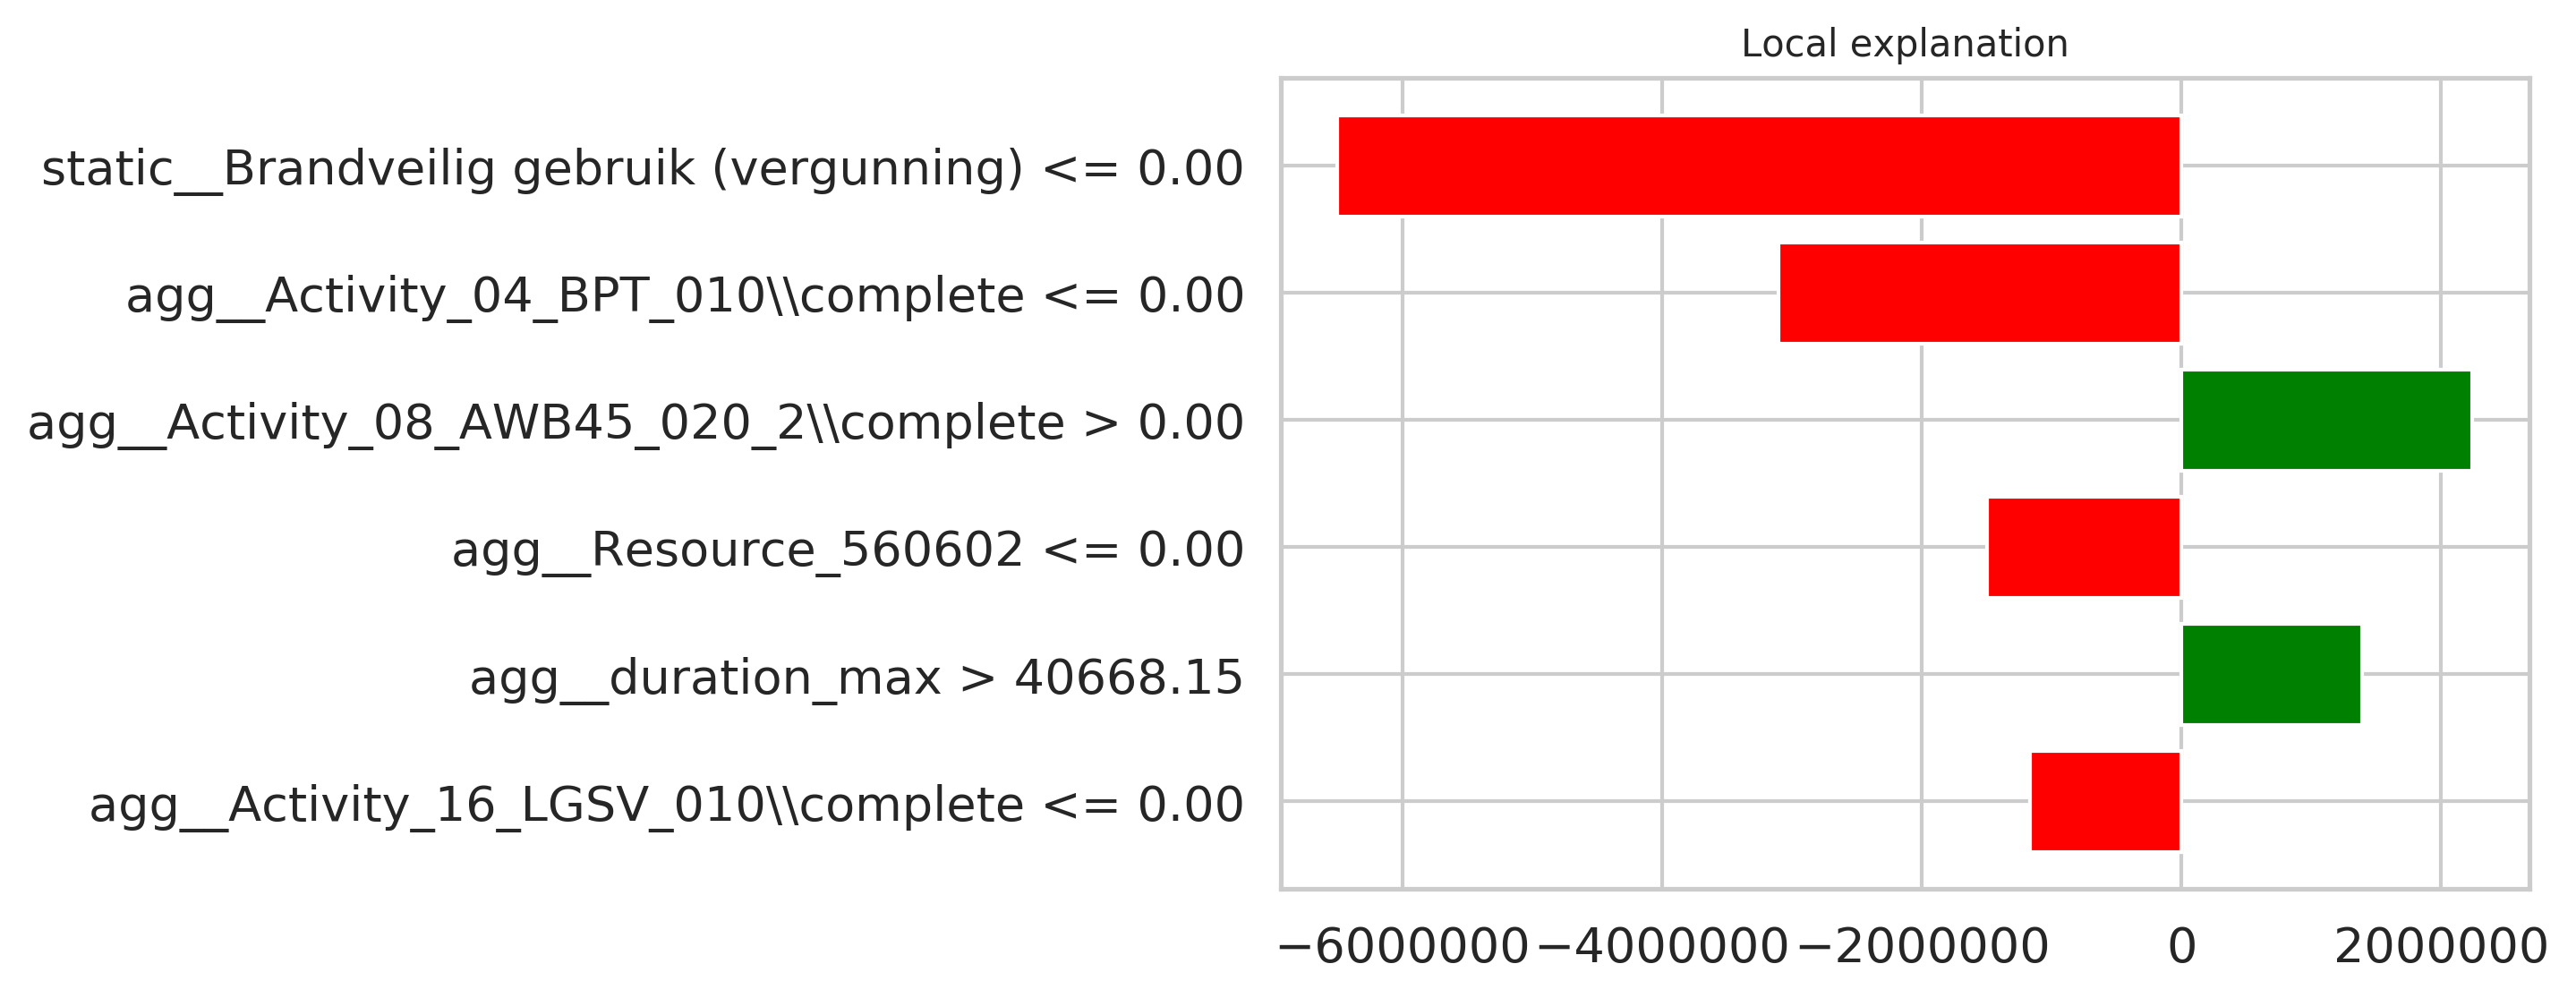 Local explanation
static__Brandveilig gebruik (vergunning) <= 0.00
agg__Activity_04_BPT_010\\complete <= 0.00
agg__Activity_08_AWB45_020_2\\complete > 0.00
agg__Resource_560602 <= 0.00
agg__duration_max > 40668.15
agg__Activity_16_LGSV_010\\complete <= 0.00
−6000000 −4000000 −2000000 0 2000000